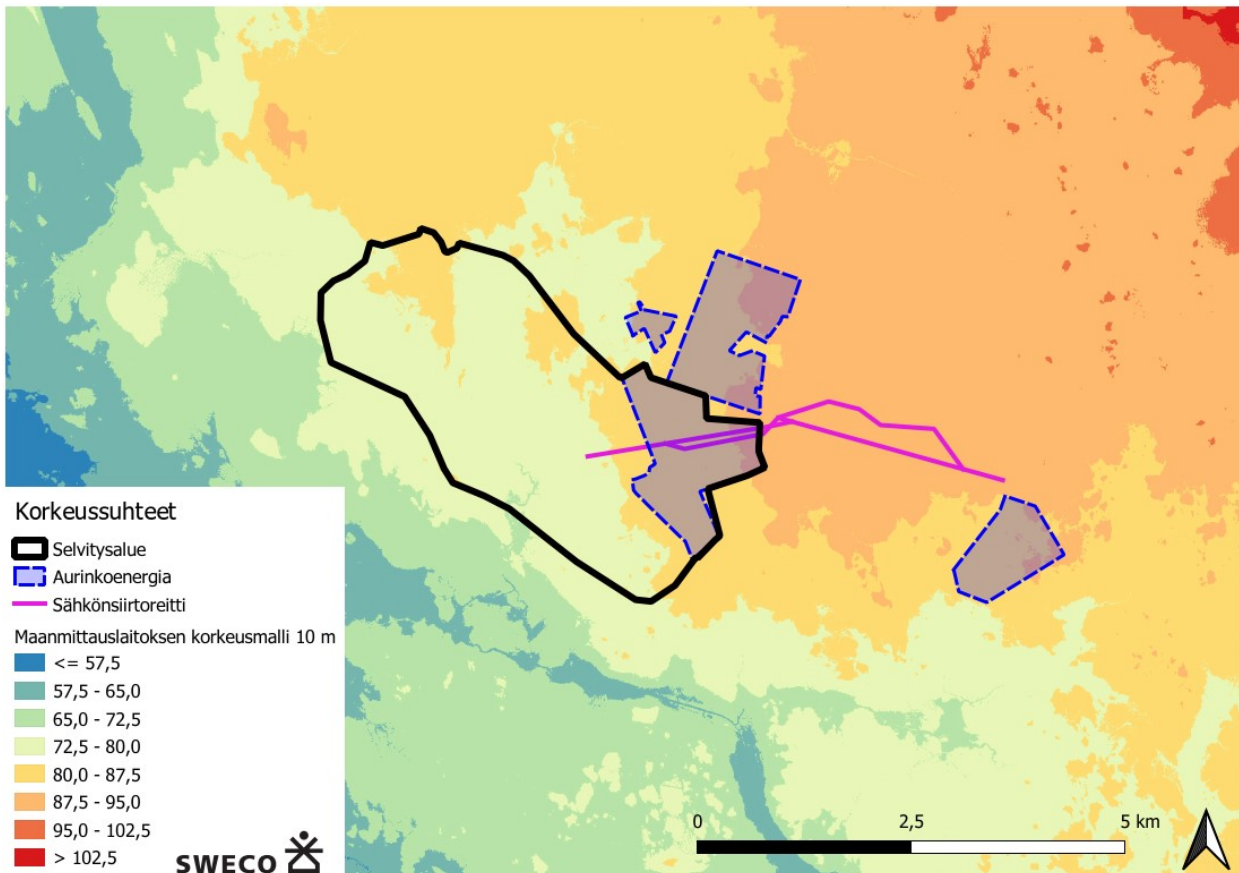 Korkeussuhteet
Selvitysalue
Aurinkoenergia
Sähkönsiirtoreitti
Maanmittauslaitoksen korkeusmalli 10 m
<= 57,5
57,5 - 65,0
65,0 - 72,5
72,5 - 80,0
80,0 - 87,5
87,5 - 95,0
95,0 - 102,5
> 102,5
SWECO
0 2,5 5 km